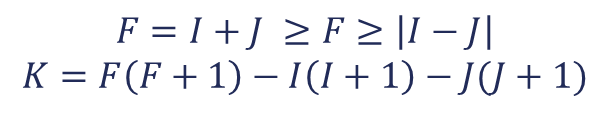 F = I + J ≥ F ≥ |I − J|
K = F(F + 1) − I(I + 1) − J(J + 1)